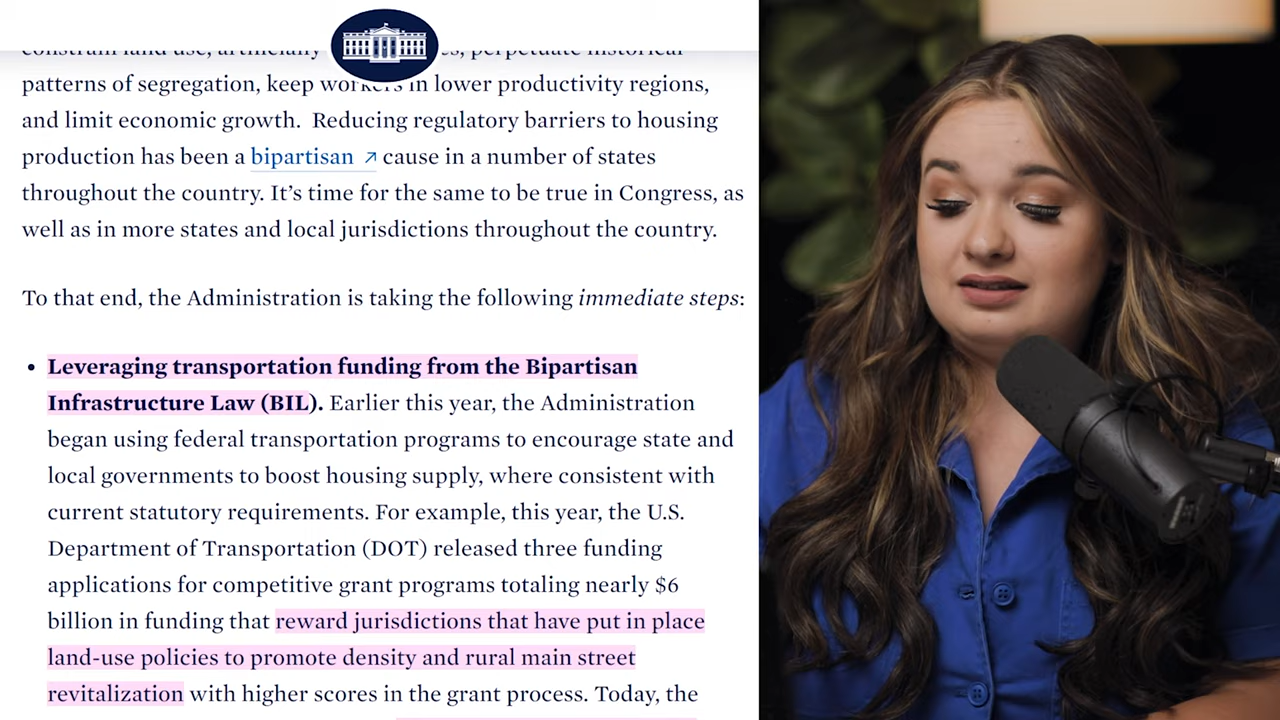 constrain land use, artificially es, perpetuate historical
patterns of segregation, keep workers in lower productivity regions,
and limit economic growth.  Reducing regulatory barriers to housing
production has been a bipartisan ↗ cause in a number of states
throughout the country. It’s time for the same to be true in Congress, as
well as in more states and local jurisdictions throughout the country.
To that end, the Administration is taking the following immediate steps:
• Leveraging transportation funding from the Bipartisan
Infrastructure Law (BIL). Earlier this year, the Administration
began using federal transportation programs to encourage state and
local governments to boost housing supply, where consistent with
current statutory requirements. For example, this year, the U.S.
Department of Transportation (DOT) released three funding
applications for competitive grant programs totaling nearly $6
billion in funding that reward jurisdictions that have put in place
land-use policies to promote density and rural main street
revitalization with higher scores in the grant process. Today, the